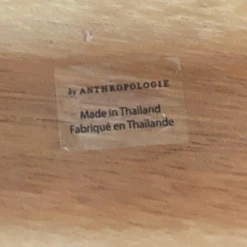 by ANTHROPOLOGIE
Made in Thailand
Fabriqué en Thaïlande